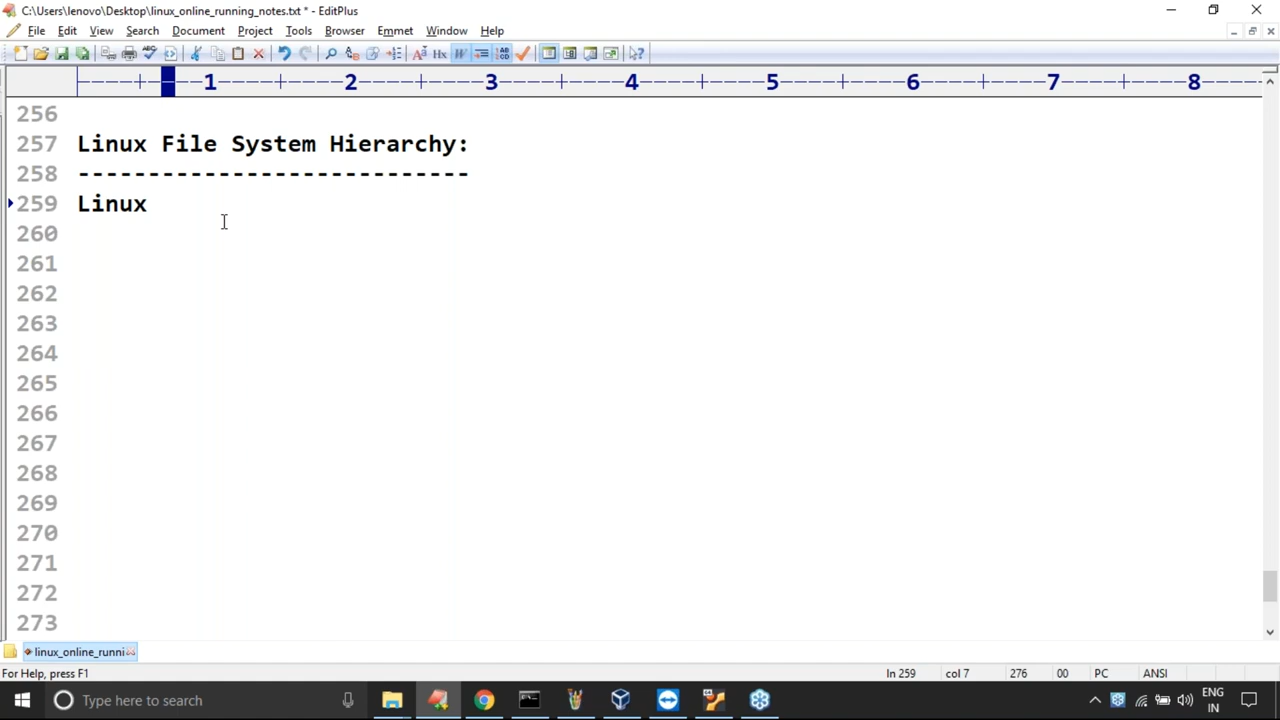 C:\Users\lenovo\Desktop\linux_online_running_notes.txt * - EditPlus
File Edit View Search Document Project Tools Browser Emmet Window Help
1 2 3 4 5 6 7 8
256
257 Linux File System Hierarchy:
258 ----------------------------
259 Linux
260
261
262
263
264
265
266
267
268
269
270
271
272
273
linux_online_runni
For Help, press F1 ln 259 col 7 276 00 PC ANSI
Type here to search ENG
IN